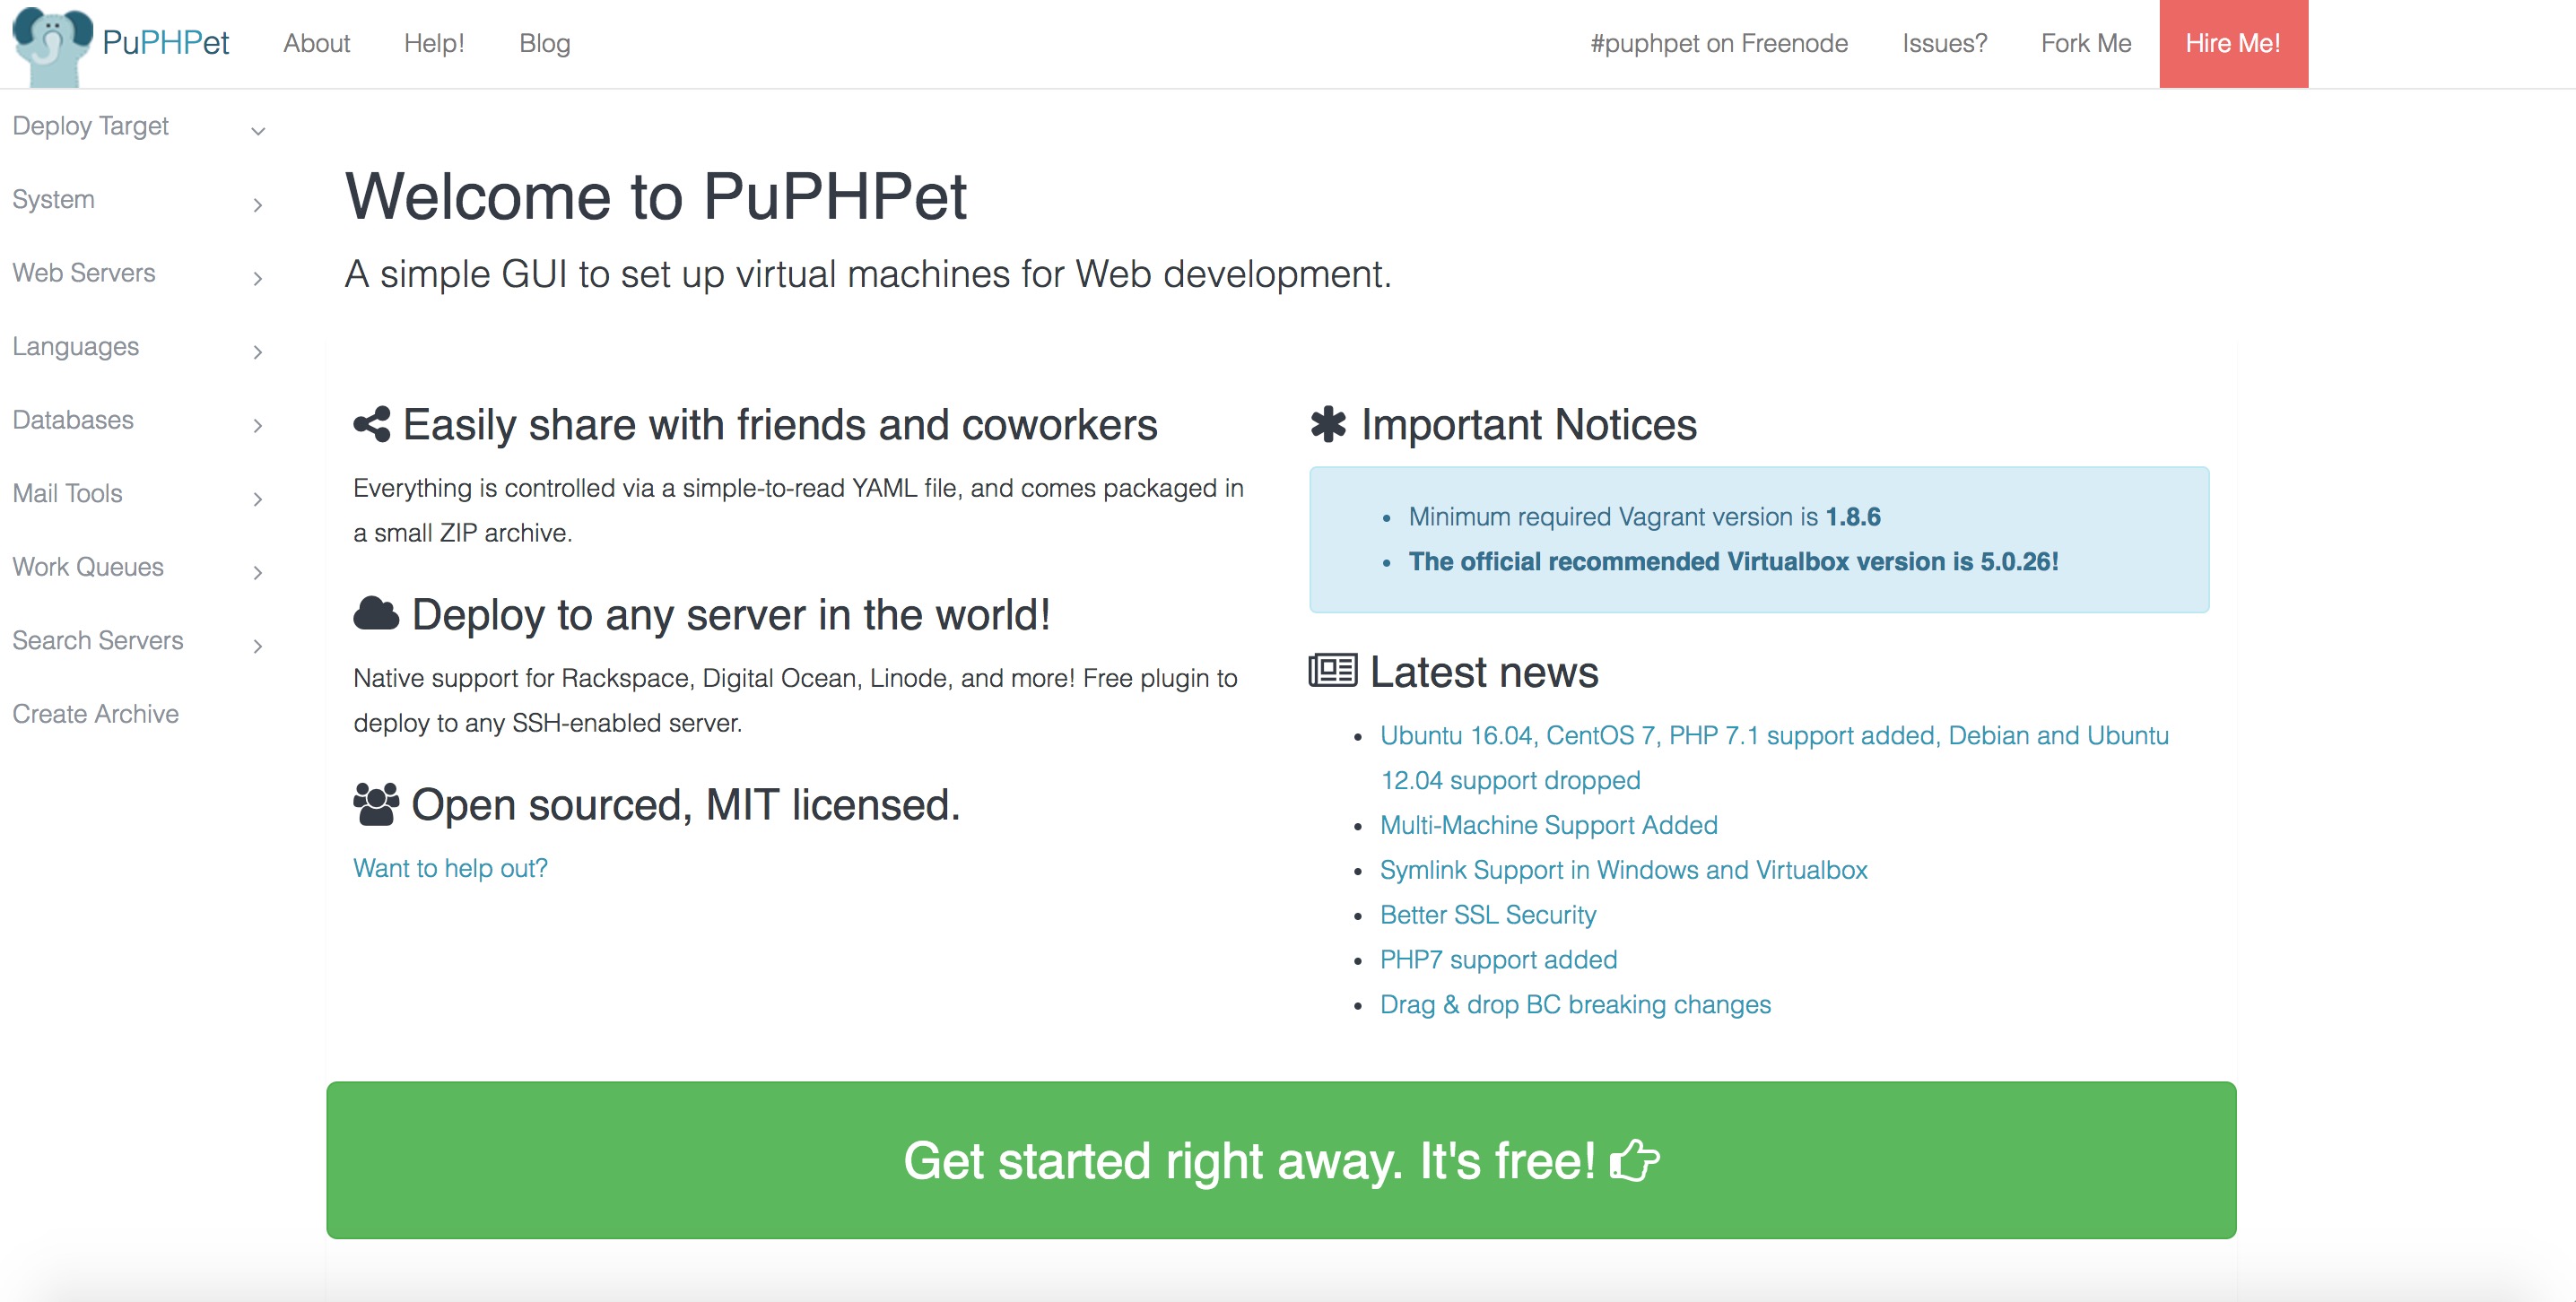 PuPHPet
About
Help!
Blog
#puphpet on Freenode
Issues?
Fork Me
Hire Me!
Deploy Target
System
Web Servers
Languages
Databases
Mail Tools
Work Queues
Search Servers
Create Archive
Welcome to PuPHPet
A simple GUI to set up virtual machines for Web development.
Easily share with friends and coworkers
Everything is controlled via a simple-to-read YAML file, and comes packaged in
a small ZIP archive.
Deploy to any server in the world!
Native support for Rackspace, Digital Ocean, Linode, and more! Free plugin to
deploy to any SSH-enabled server.
Open sourced, MIT licensed.
Want to help out?
Important Notices
Minimum required Vagrant version is 1.8.6
The official recommended Virtualbox version is 5.0.26!
Latest news
Ubuntu 16.04, CentOS 7, PHP 7.1 support added, Debian and Ubuntu
12.04 support dropped
Multi-Machine Support Added
Symlink Support in Windows and Virtualbox
Better SSL Security
PHP7 support added
Drag & drop BC breaking changes
Get started right away. It's free!